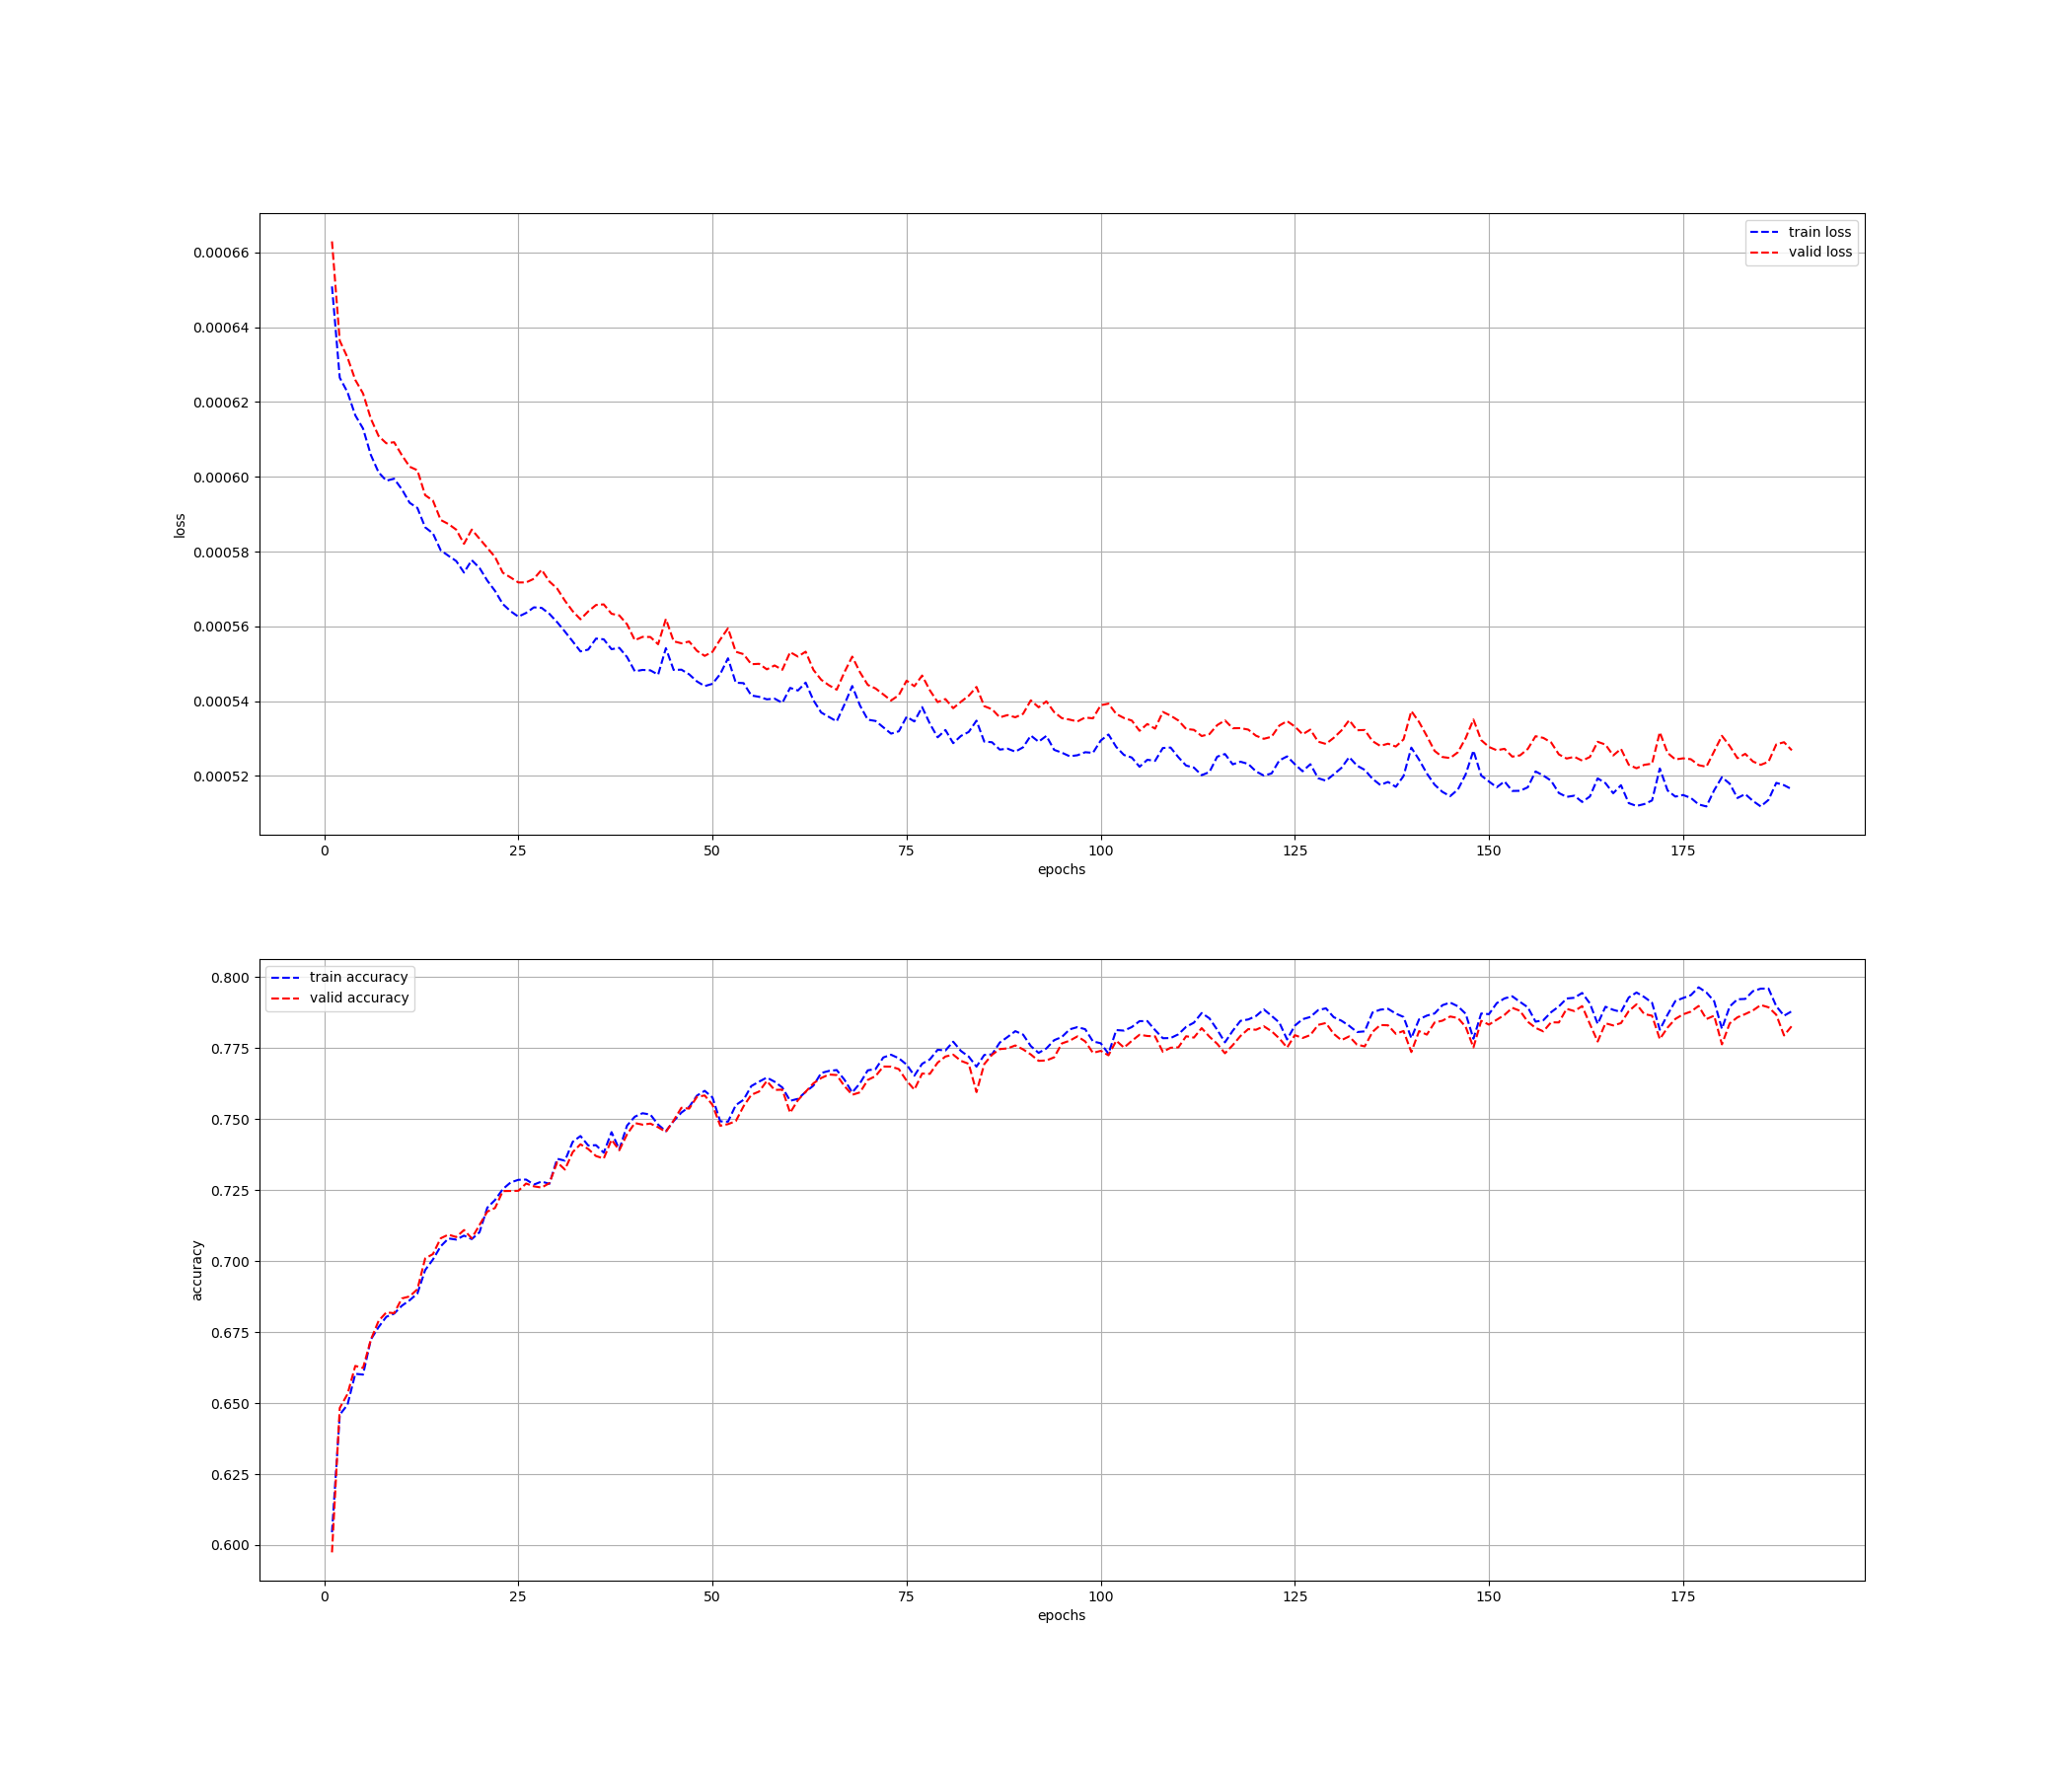 train loss
valid loss
0.00066
0.00064
0.00062
0.00060
0.00058
0.00056
0.00054
0.00052
loss
0 25 50 75 100 125 150 175
epochs
train accuracy
valid accuracy
0.800
0.775
0.750
0.725
0.700
0.675
0.650
0.625
0.600
accuracy
0 25 50 75 100 125 150 175
epochs